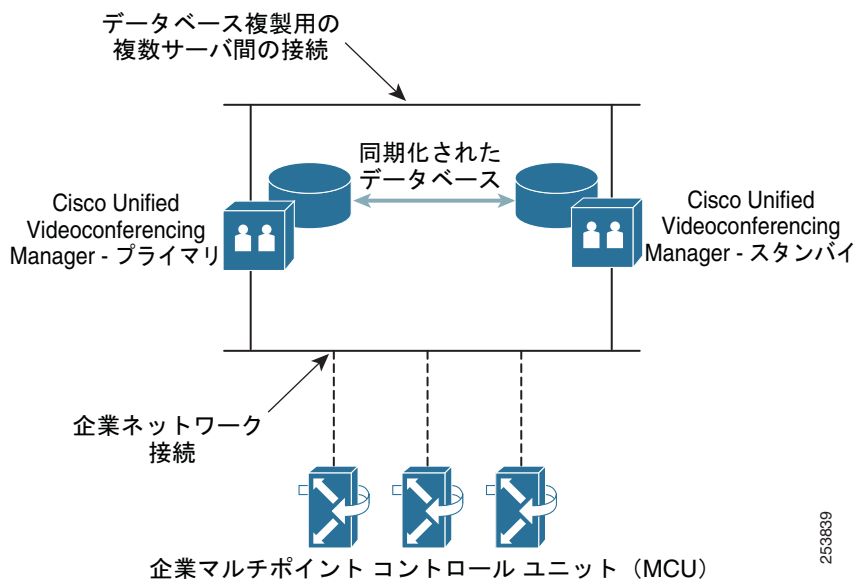 データベース複製用の
複数サーバ間の接続
同期化された
データベース
Cisco Unified
Videoconferencing
Manager - プライマリ
Cisco Unified
Videoconferencing
Manager - スタンバイ
企業ネットワーク
接続
企業マルチポイント コントロール ユニット（MCU）
253839